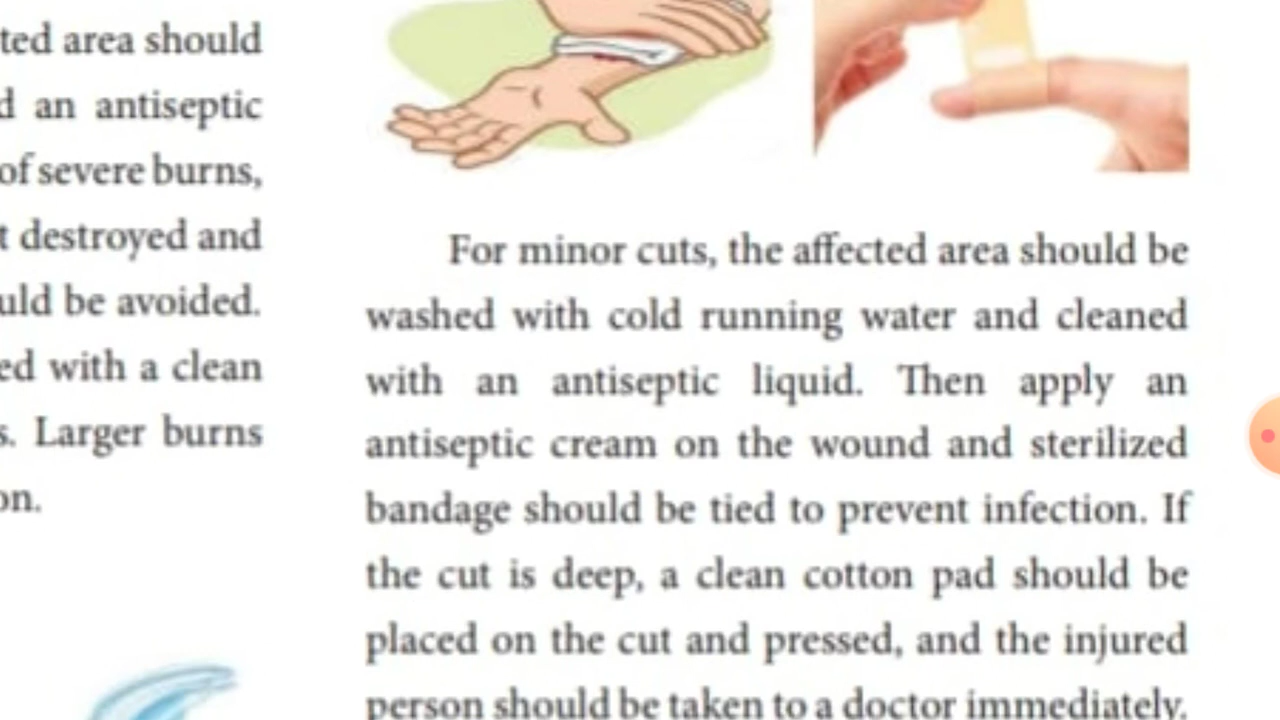 ted area should
d an antiseptic
of severe burns,
t destroyed and
uld be avoided.
ed with a clean
s. Larger burns
on.
For minor cuts, the affected area should be
washed with cold running water and cleaned
with an antiseptic liquid. Then apply an
antiseptic cream on the wound and sterilized
bandage should be tied to prevent infection. If
the cut is deep, a clean cotton pad should be
placed on the cut and pressed, and the injured
person should be taken to a doctor immediately.